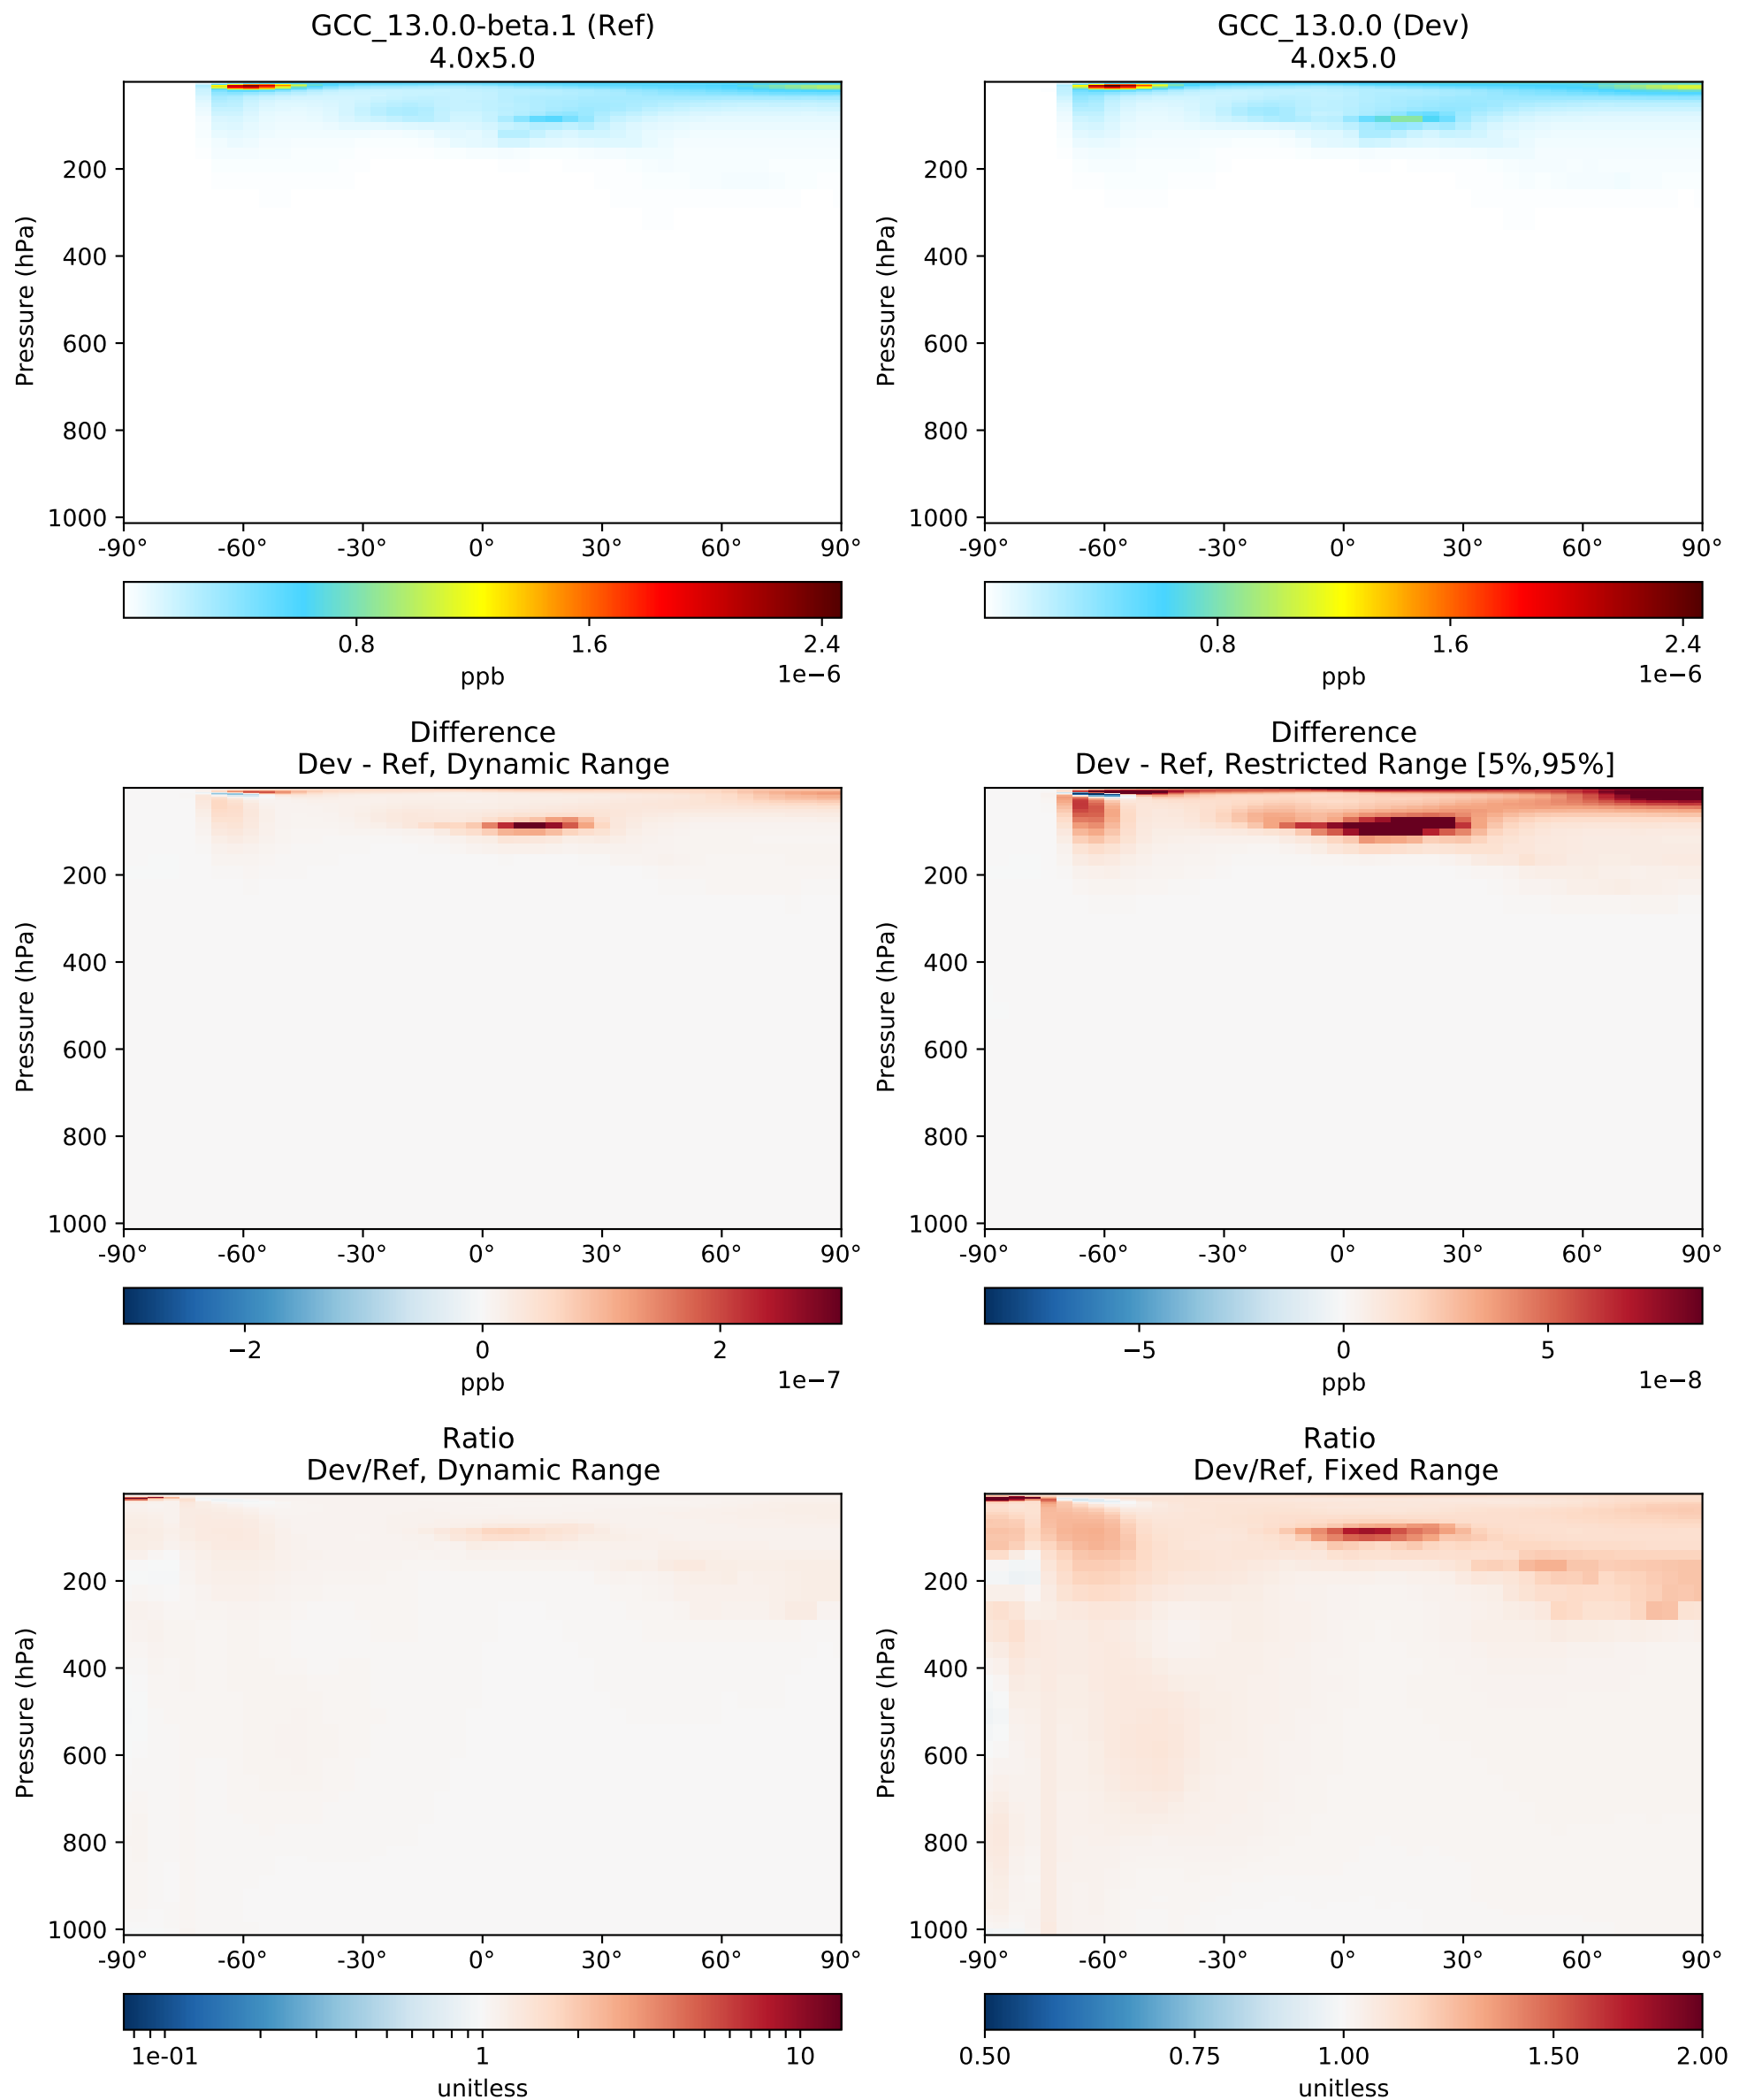 GCC_13.0.0-beta.1 (Ref)
4.0x5.0
Pressure (hPa)
200
400
600
800
1000
-90° -60° -30° 0° 30° 60° 90°
0.8 1.6 2.4
1e−6
ppb
GCC_13.0.0 (Dev)
4.0x5.0
Pressure (hPa)
200
400
600
800
1000
-90° -60° -30° 0° 30° 60° 90°
0.8 1.6 2.4
1e−6
ppb
Difference
Dev - Ref, Dynamic Range
Pressure (hPa)
200
400
600
800
1000
-90° -60° -30° 0° 30° 60° 90°
−2 0 2
1e−7
ppb
Difference
Dev - Ref, Restricted Range [5%,95%]
Pressure (hPa)
200
400
600
800
1000
-90° -60° -30° 0° 30° 60° 90°
−5 0 5
1e−8
ppb
Ratio
Dev/Ref, Dynamic Range
Pressure (hPa)
200
400
600
800
1000
-90° -60° -30° 0° 30° 60° 90°
1e-01 1 10
unitless
Ratio
Dev/Ref, Fixed Range
Pressure (hPa)
200
400
600
800
1000
-90° -60° -30° 0° 30° 60° 90°
0.50 0.75 1.00 1.50 2.00
unitless